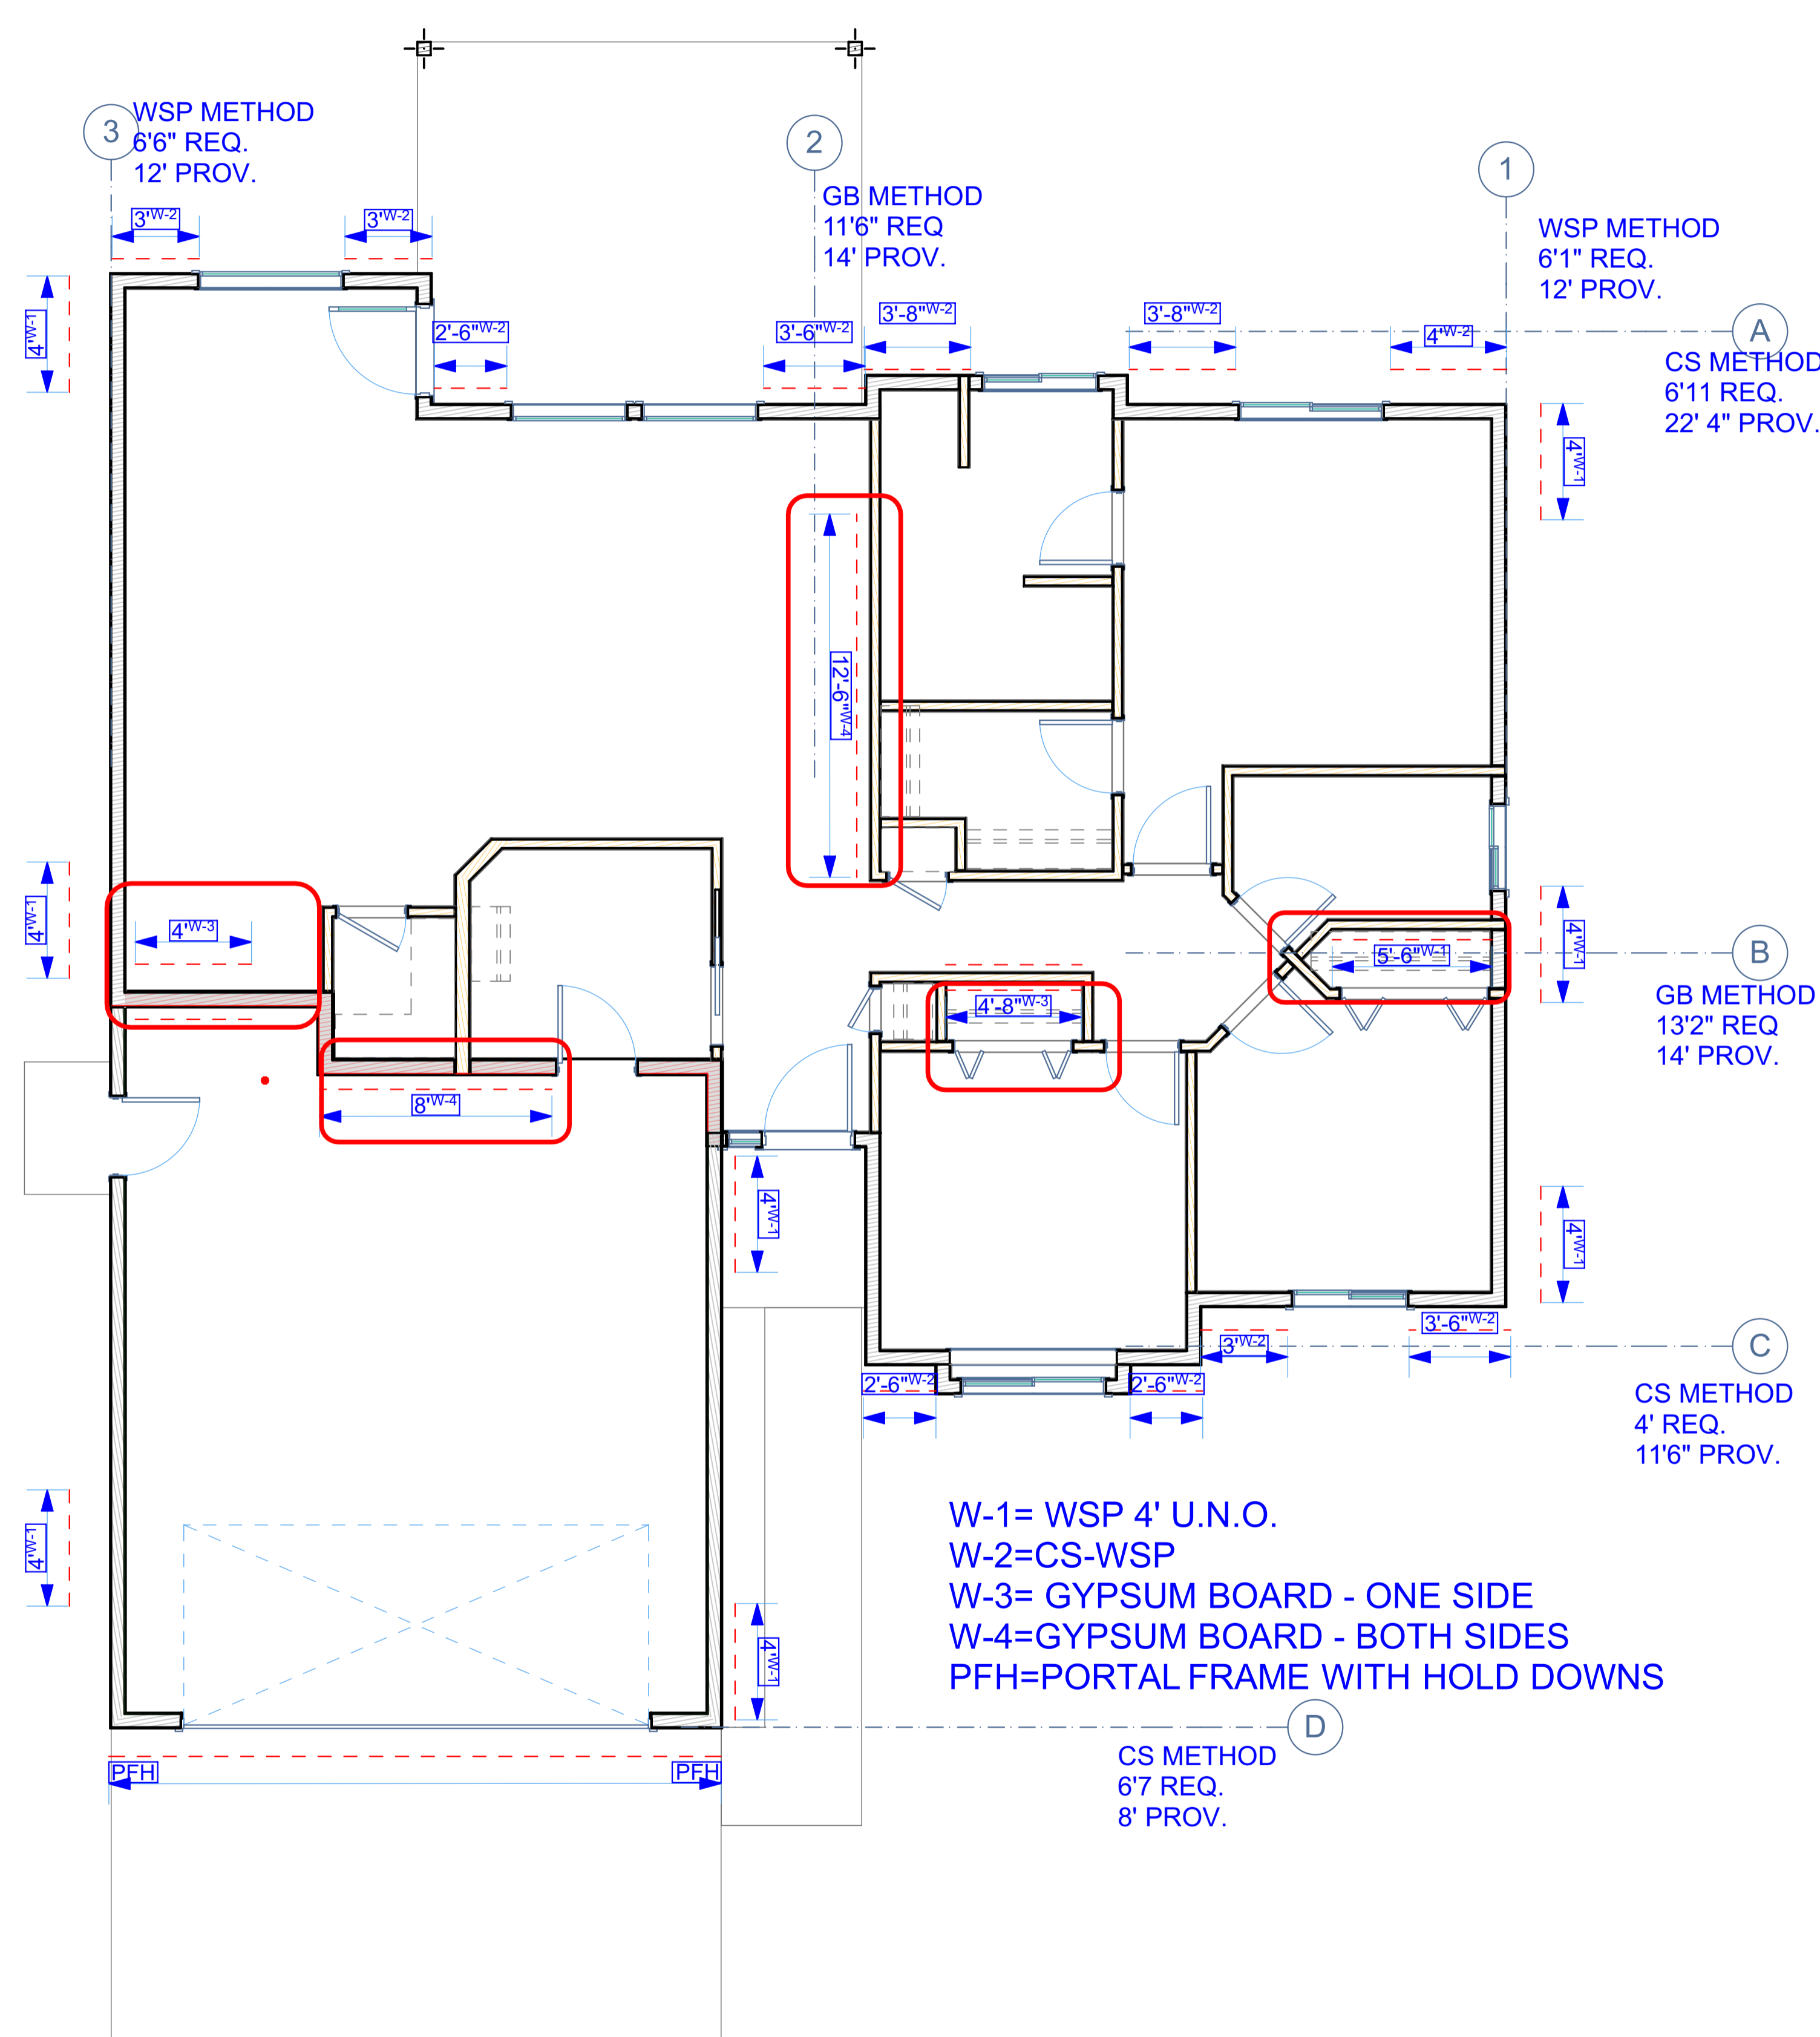 3
WSP METHOD
6'6" REQ.
12' PROV.
2
GB METHOD
11'6" REQ
14' PROV.
1
WSP METHOD
6'1" REQ.
12' PROV.
A
CS METHOD
6'11 REQ.
22' 4" PROV.
3'W-2
3'W-2
2'-6"W-2
3'-6"W-2
3'-8"W-2
3'-8"W-2
4'W-2
4'W-1
4'W-1
12'-6"W-4
4'W-1
4'W-3
4'W-1
5'-6"W-1
B
GB METHOD
13'2" REQ
14' PROV.
4'-8"W-3
8'W-4
4'W-1
4'W-1
3'-6"W-2
3'W-2
C
2'-6"W-2
2'-6"W-2
CS METHOD
4' REQ.
11'6" PROV.
4'W-1
4'W-1
W-1= WSP 4' U.N.O.
W-2=CS-WSP
W-3= GYPSUM BOARD - ONE SIDE
W-4=GYPSUM BOARD - BOTH SIDES
PFH=PORTAL FRAME WITH HOLD DOWNS
D
CS METHOD
6'7 REQ.
8' PROV.
PFH
PFH